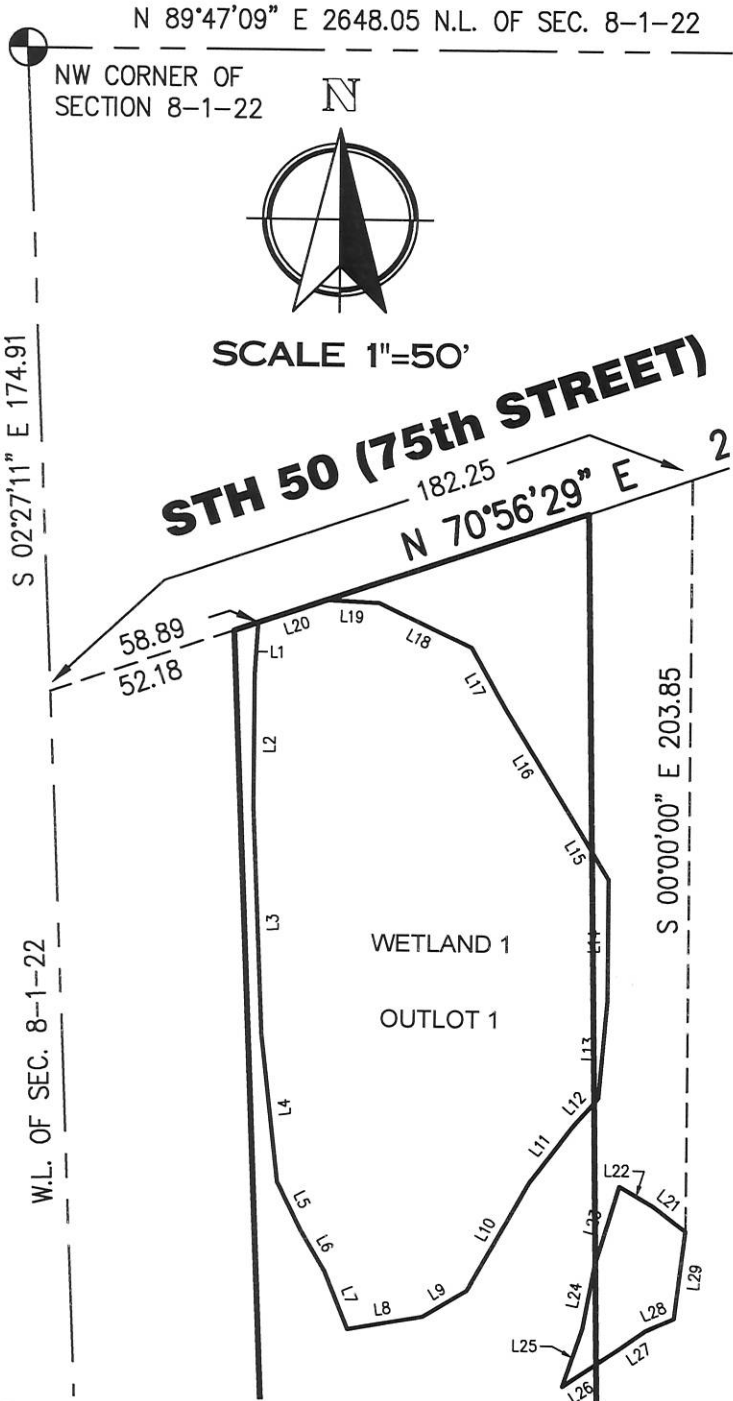 N 89°47'09" E 2648.05 N.L. OF SEC. 8-1-22
NW CORNER OF
SECTION 8-1-22
N
SCALE 1"=50'
S 02°27'11" E 174.91
STH 50 (75th STREET)
182.25
N 70°56'29" E
2
58.89
52.18
L20
L19
L18
L1
L17
L2
L16
L15
S 00°00'00" E 203.85
L3
WETLAND 1
L14
OUTLOT 1
W.L. OF SEC. 8-1-22
L13
L4
L12
L11
L22
L5
L21
L10
L23
L6
L29
L7
L24
L9
L8
L28
L25
L27
L26